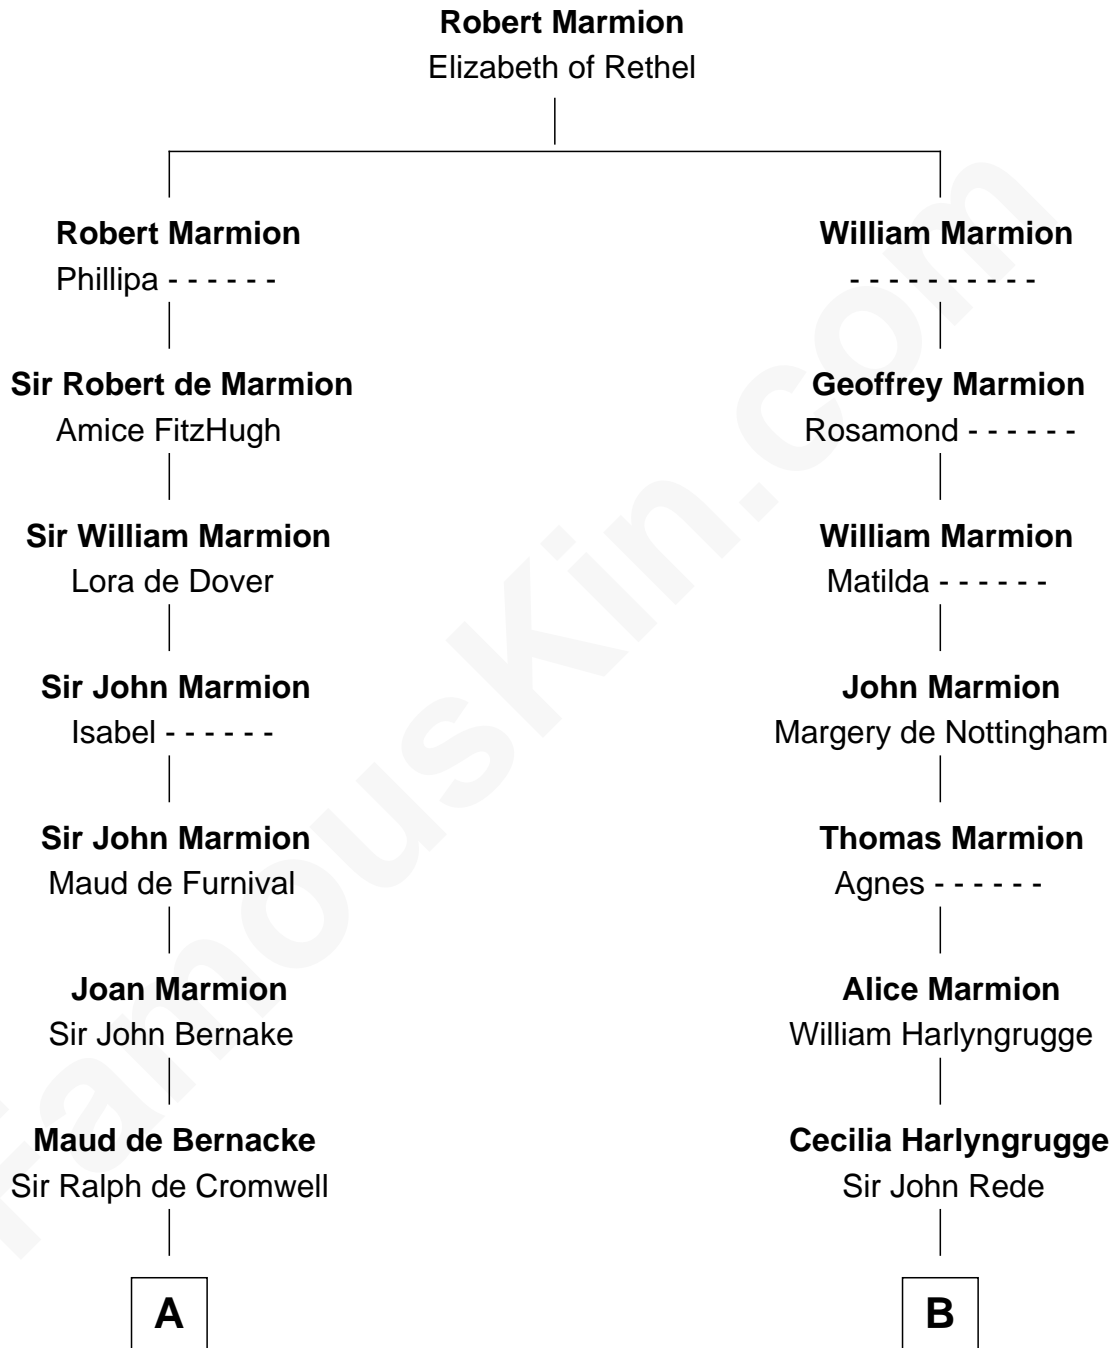 Robert Marmion
Elizabeth of Rethel
Robert Marmion
Phillipa - - - - - -
William Marmion
- - - - - - - - - -
Sir Robert de Marmion
Amice FitzHugh
Geoffrey Marmion
Rosamond - - - - - -
Sir William Marmion
Lora de Dover
William Marmion
Matilda - - - - - -
Sir John Marmion
Isabel - - - - - -
John Marmion
Margery de Nottingham
Sir John Marmion
Maud de Furnival
Thomas Marmion
Agnes - - - - - -
Joan Marmion
Sir John Bernake
Alice Marmion
William Harlyngrugge
Maud de Bernacke
Sir Ralph de Cromwell
Cecilia Harlyngrugge
Sir John Rede
A
B
FamousKin.com